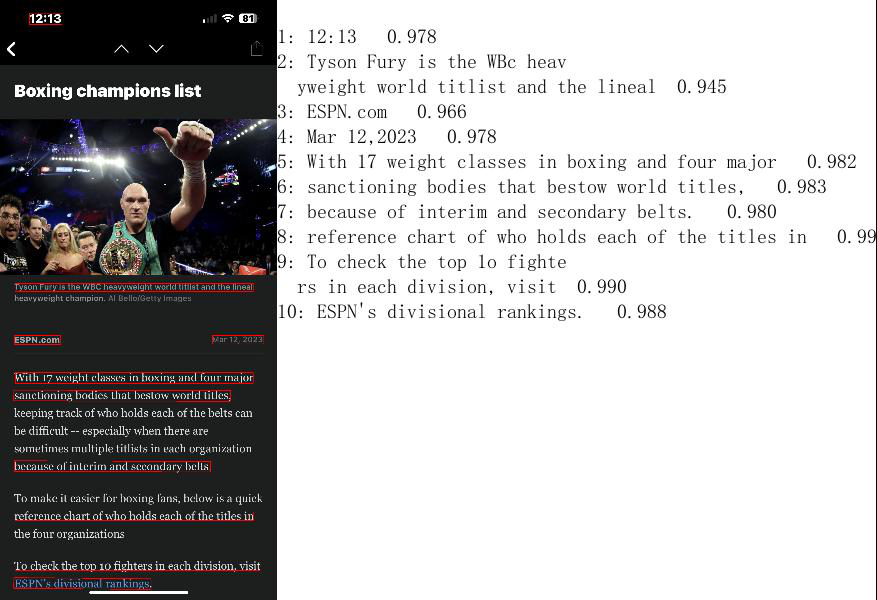 12:13
81
Boxing champions list
Tyson Fury is the WBC heavyweight world titlist and the lineal
heavyweight champion. Al Bello/Getty Images
ESPN.com
Mar 12, 2023
With 17 weight classes in boxing and four major
sanctioning bodies that bestow world titles,
keeping track of who holds each of the belts can
be difficult -- especially when there are
sometimes multiple titlists in each organization
because of interim and secondary belts.
To make it easier for boxing fans, below is a quick
reference chart of who holds each of the titles in
the four organizations
To check the top 10 fighters in each division, visit
ESPN's divisional rankings.
1: 12:13 0.978
2: Tyson Fury is the WBc heav
yweight world titlist and the lineal 0.945
3: ESPN.com 0.966
4: Mar 12,2023 0.978
5: With 17 weight classes in boxing and four major 0.982
6: sanctioning bodies that bestow world titles, 0.983
7: because of interim and secondary belts. 0.980
8: reference chart of who holds each of the titles in 0.99
9: To check the top 1o fighte
rs in each division, visit 0.990
10: ESPN's divisional rankings. 0.988